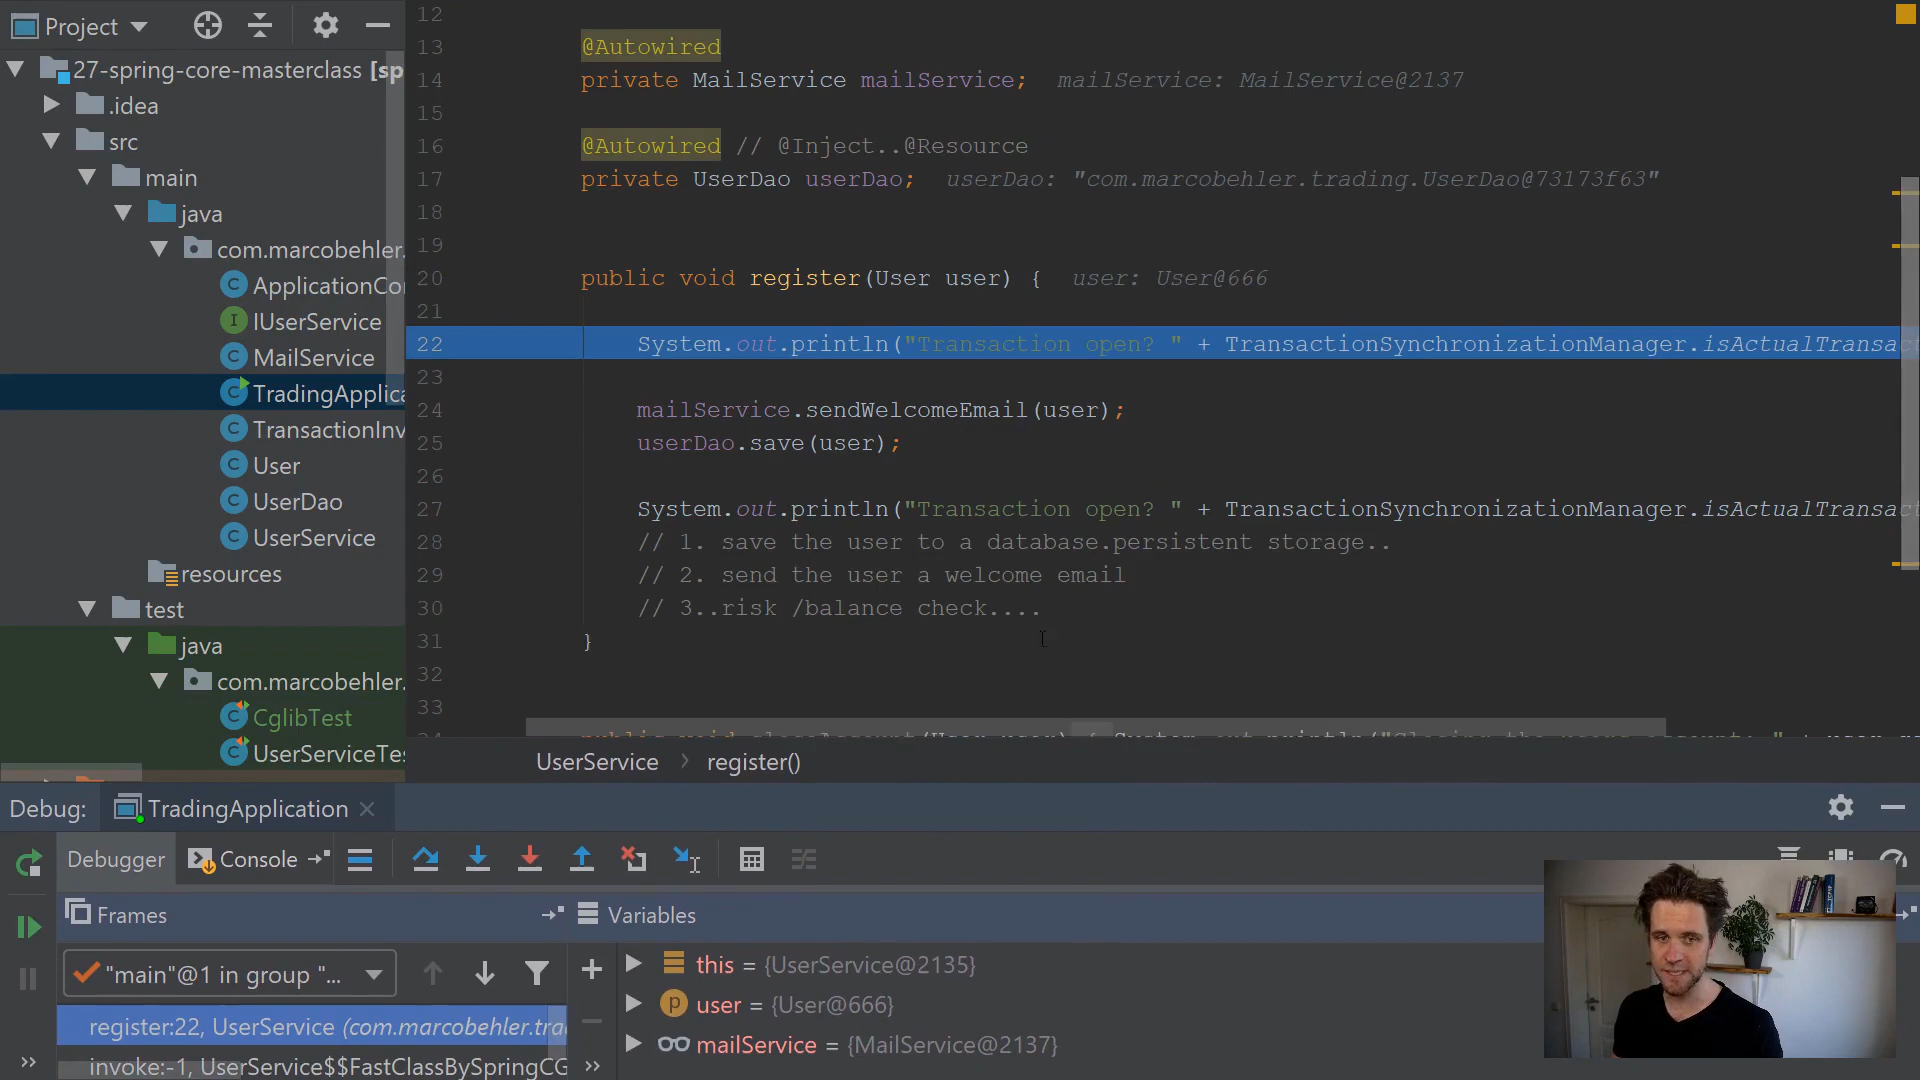 Project
27-spring-core-masterclass [sp
.idea
src
main
java
com.marcobehler.
ApplicationCo
IUserService
MailService
TradingApplica
TransactionInv
User
UserDao
UserService
resources
test
java
com.marcobehler.
CglibTest
UserServiceTes
12
13 @Autowired
14 private MailService mailService; mailService: MailService@2137
15
16 @Autowired // @Inject..@Resource
17 private UserDao userDao; userDao: "com.marcobehler.trading.UserDao@73173f63"
18
19
20 public void register(User user) { user: User@666
21
22 System.out.println("Transaction open? " + TransactionSynchronizationManager.isActualTransac
23
24 mailService.sendWelcomeEmail(user);
25 userDao.save(user);
26
27 System.out.println("Transaction open? " + TransactionSynchronizationManager.isActualTransact
28 // 1. save the user to a database.persistent storage..
29 // 2. send the user a welcome email
30 // 3..risk /balance check....
31 }
32
33
UserService register()
Debug: TradingApplication
Debugger Console
Frames Variables
"main"@1 in group "...
register:22, UserService (com.marcobehler.trad
invoke:-1, UserService$$FastClassBySpringCG
this = {UserService@2135}
user = {User@666}
mailService = {MailService@2137}